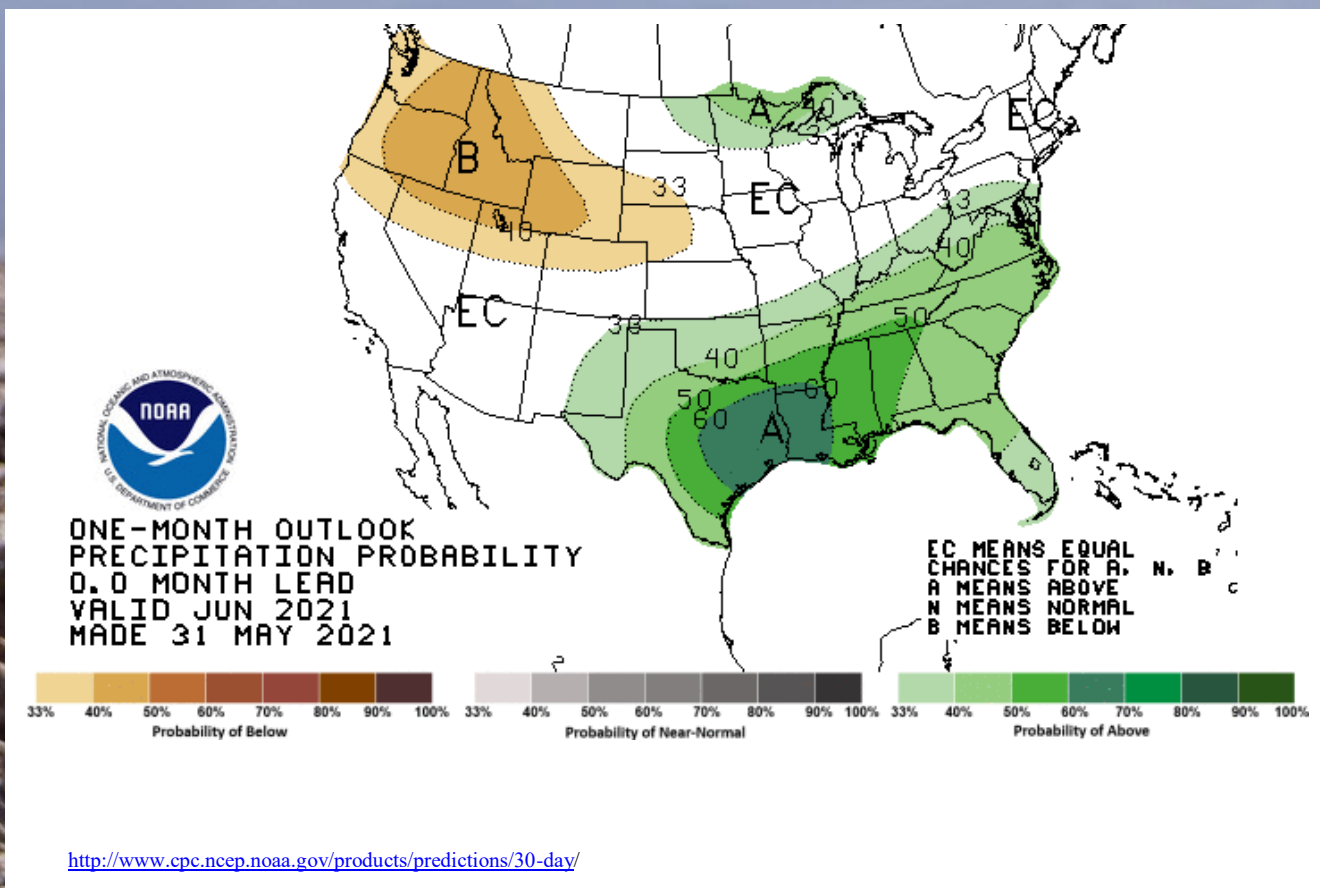 A
40
EC
B
33
EC
33
40
40
EC
33
50
40
50
60
60
A
NATIONAL OCEANIC AND ATMOSPHERIC ADMINISTRATION
NOAA
U.S. DEPARTMENT OF COMMERCE
ONE-MONTH OUTLOOK
PRECIPITATION PROBABILITY
0.0 MONTH LEAD
VALID JUN 2021
MADE 31 MAY 2021
EC MEANS EQUAL
CHANCES FOR A, N, B
A MEANS ABOVE
N MEANS NORMAL
B MEANS BELOW
33% 40% 50% 60% 70% 80% 90% 100%
Probability of Below
33% 40% 50% 60% 70% 80% 90% 100%
Probability of Near-Normal
33% 40% 50% 60% 70% 80% 90% 100%
Probability of Above
http://www.cpc.ncep.noaa.gov/products/predictions/30-day/